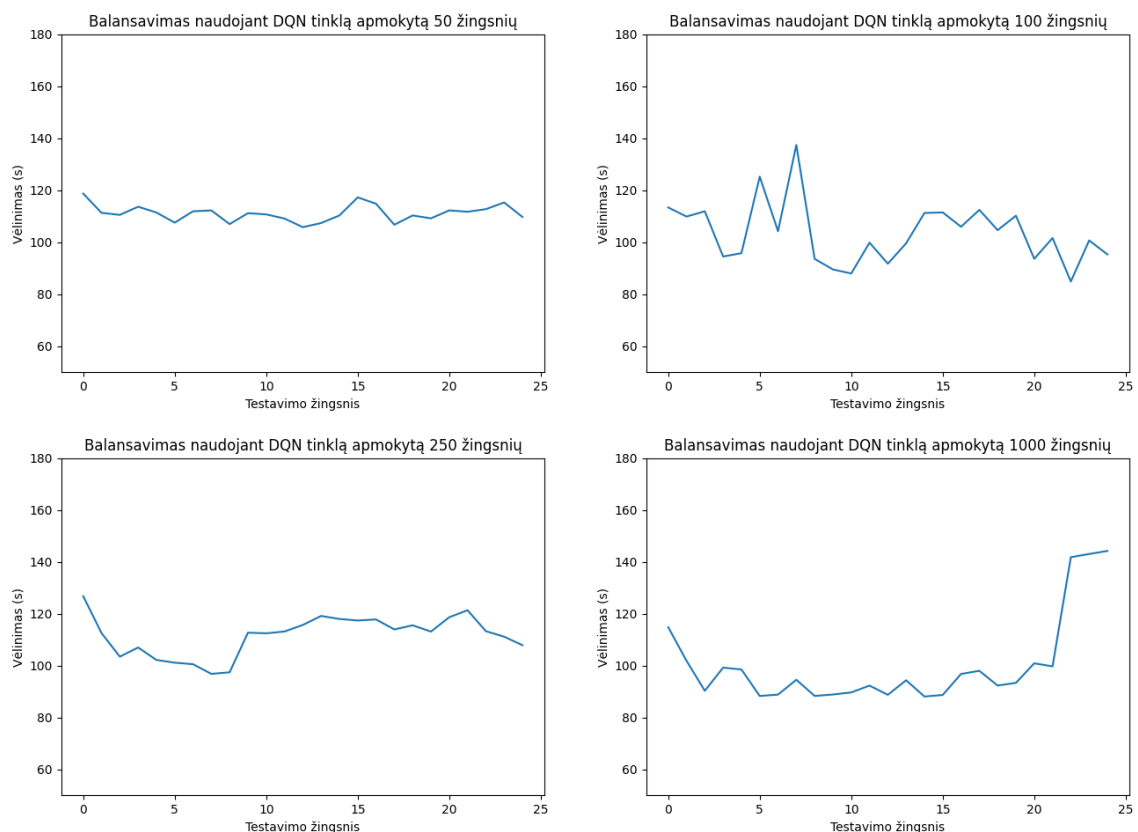 Balansavimas naudojant DQN tinklą apmokytą 50 žingsnių
180
160
140
120
100
80
60
Vėlinimas (s)
0 5 10 15 20 25
Testavimo žingsnis
Balansavimas naudojant DQN tinklą apmokytą 100 žingsnių
180
160
140
120
100
80
60
Vėlinimas (s)
0 5 10 15 20 25
Testavimo žingsnis
Balansavimas naudojant DQN tinklą apmokytą 250 žingsnių
180
160
140
120
100
80
60
Vėlinimas (s)
0 5 10 15 20 25
Testavimo žingsnis
Balansavimas naudojant DQN tinklą apmokytą 1000 žingsnių
180
160
140
120
100
80
60
Vėlinimas (s)
0 5 10 15 20 25
Testavimo žingsnis